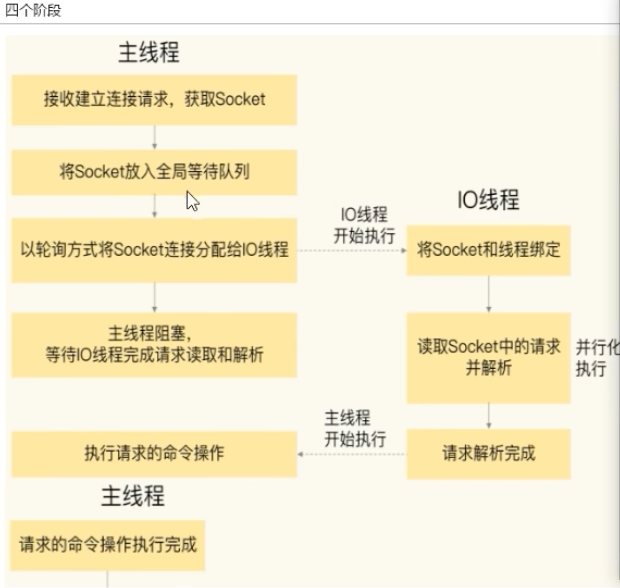 四个阶段
主线程
接收建立连接请求，获取Socket
将Socket放入全局等待队列
以轮询方式将Socket连接分配给IO线程
主线程阻塞，
等待IO线程完成请求读取和解析
IO线程
开始执行
IO线程
将Socket和线程绑定
读取Socket中的请求
并解析
并行化
执行
请求解析完成
主线程
开始执行
执行请求的命令操作
主线程
请求的命令操作执行完成